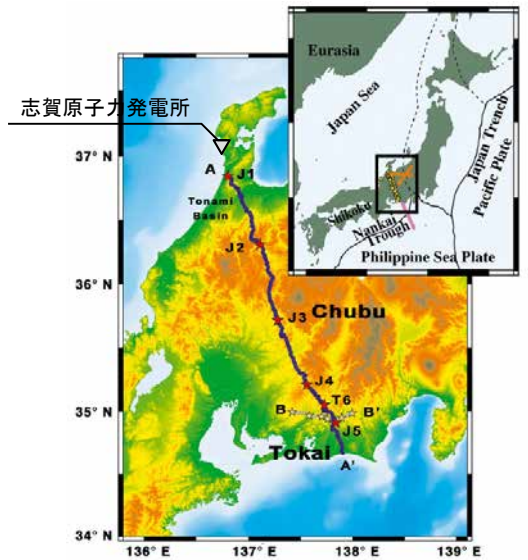 Eurasia
Japan Sea
Japan Trench
Pacific Plate
Shikoku
Nankai
Trough
Philippine Sea Plate
志賀原子力発電所
37° N
A
J1
Tonami
Basin
J2
36° N
J3
Chubu
J4
T6
B
B'
35° N
J5
Tokai
A'
34° N
136° E
137° E
138° E
139° E